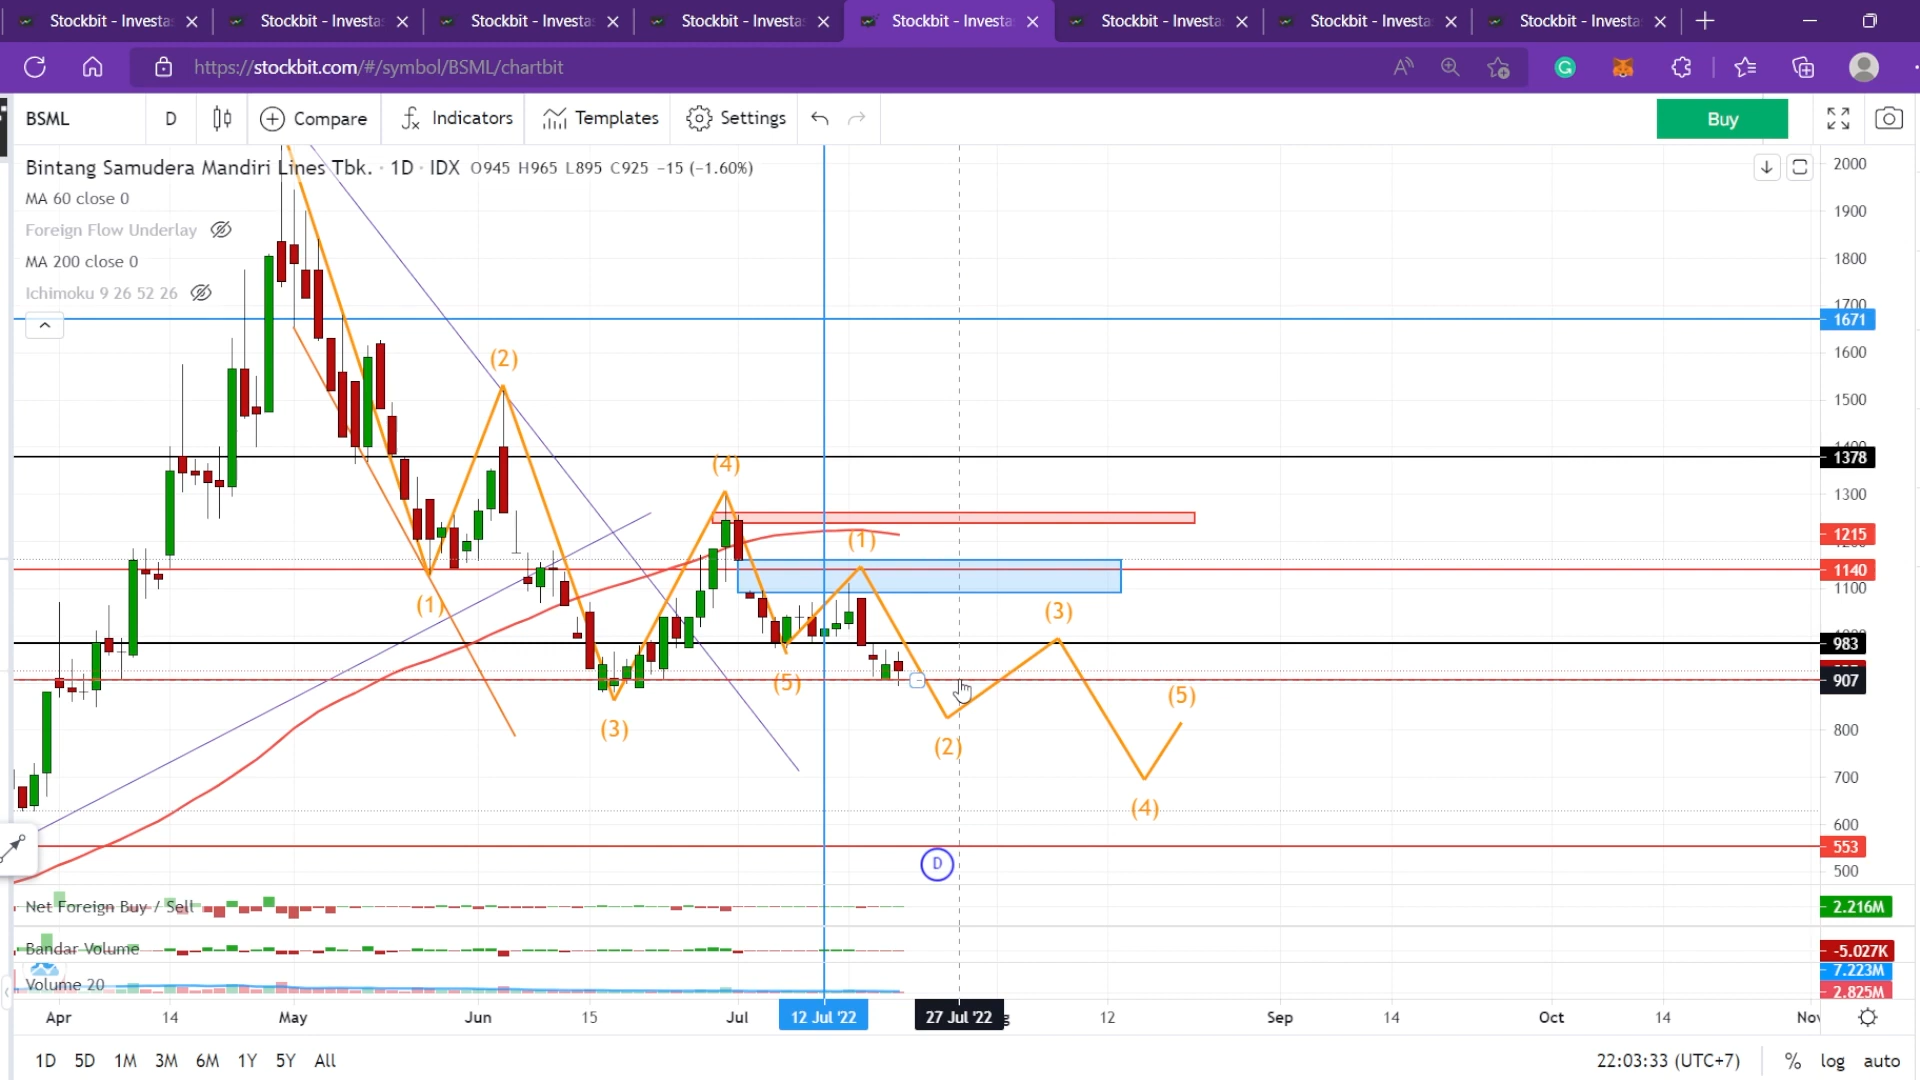 Stockbit - Investa
Stockbit - Investa
Stockbit - Investa
Stockbit - Investa
Stockbit - Investa
Stockbit - Investa
Stockbit - Investa
Stockbit - Investa
https://stockbit.com/#/symbol/BSML/chartbit
BSML
D
Compare
Indicators
Templates
Settings
Buy
Bintang Samudera Mandiri Lines Tbk. · 1D · IDX O945 H965 L895 C925 −15 (−1.60%)
MA 60 close 0
Foreign Flow Underlay
MA 200 close 0
Ichimoku 9 26 52 26
2000
1900
1800
1700
1671
1600
1500
1378
1300
1215
1140
1100
983
907
800
700
600
553
500
(2)
(4)
(1)
(1)
(3)
(5)
(5)
(3)
(2)
(4)
D
Net Foreign Buy / Sell
2.216M
Bandar Volume
-5.027K
7.223M
Volume 20
2.825M
Apr
14
May
Jun
15
Jul
12 Jul '22
27 Jul '22
12
Sep
14
Oct
14
Nov
1D 5D 1M 3M 6M 1Y 5Y All
22:03:33 (UTC+7)
% log auto